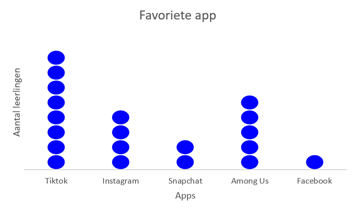 Favoriete app
Aantal leerlingen
Tiktok Instagram Snapchat Among Us Facebook
Apps